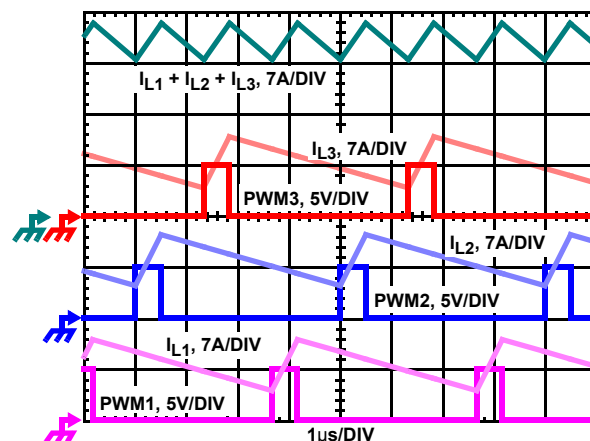 IL1 + IL2 + IL3, 7A/DIV
IL3, 7A/DIV
PWM3, 5V/DIV
IL2, 7A/DIV
PWM2, 5V/DIV
IL1, 7A/DIV
PWM1, 5V/DIV
1µs/DIV